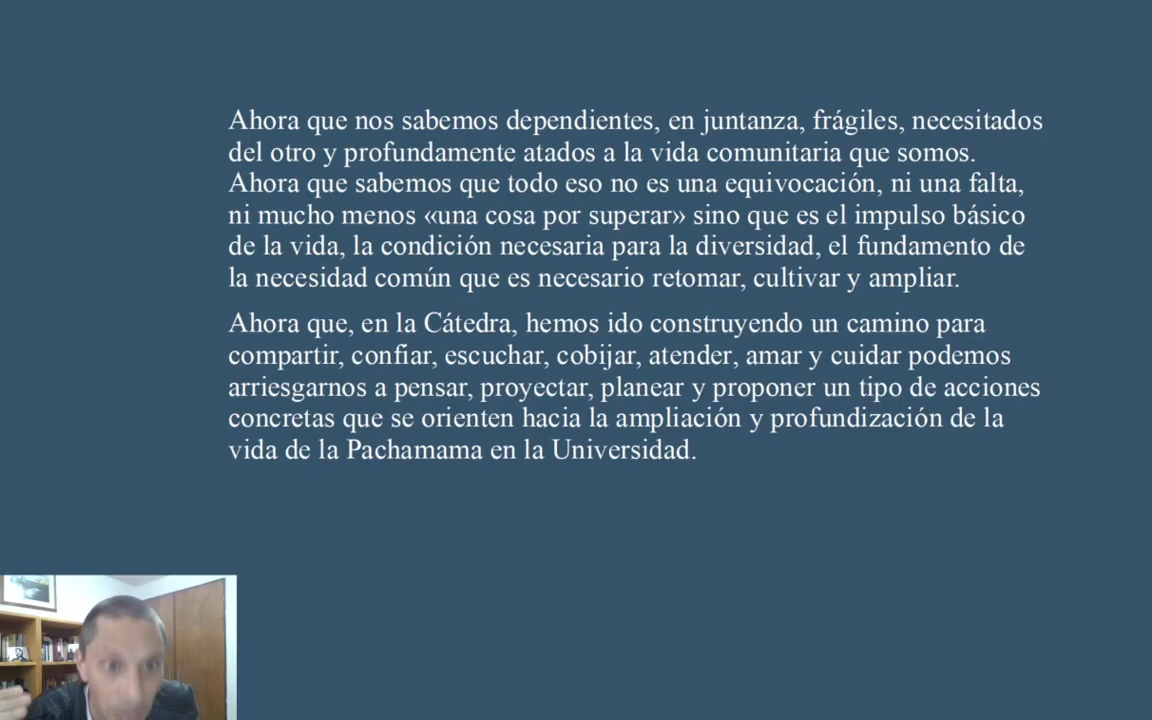 Ahora que nos sabemos dependientes, en juntanza, frágiles, necesitados
del otro y profundamente atados a la vida comunitaria que somos.
Ahora que sabemos que todo eso no es una equivocación, ni una falta,
ni mucho menos «una cosa por superar» sino que es el impulso básico
de la vida, la condición necesaria para la diversidad, el fundamento de
la necesidad común que es necesario retomar, cultivar y ampliar.
Ahora que, en la Cátedra, hemos ido construyendo un camino para
compartir, confiar, escuchar, cobijar, atender, amar y cuidar podemos
arriesgarnos a pensar, proyectar, planear y proponer un tipo de acciones
concretas que se orienten hacia la ampliación y profundización de la
vida de la Pachamama en la Universidad.